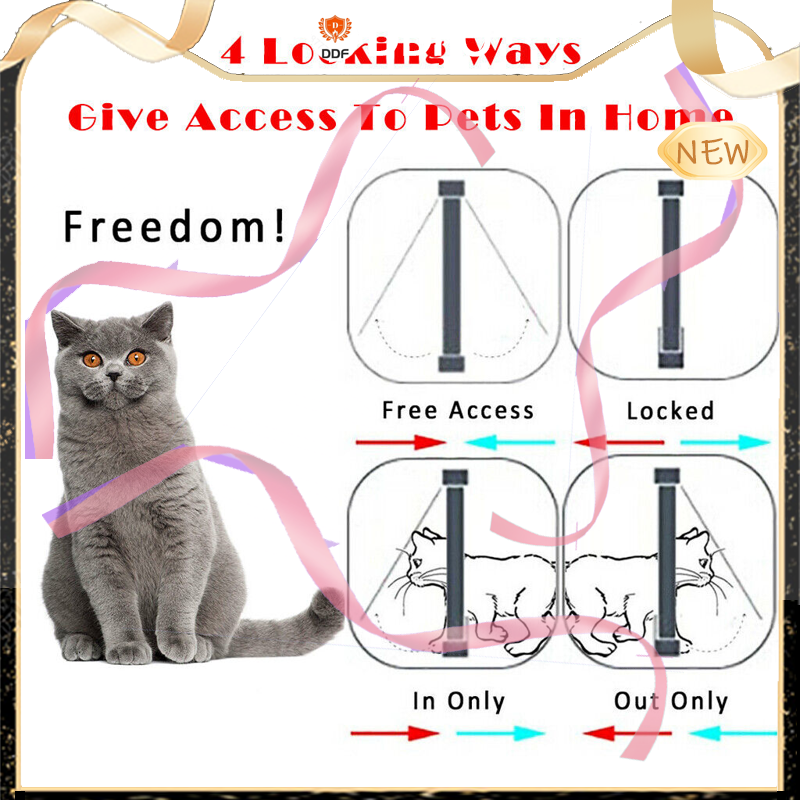 DDF
4 Locking Ways
Give Access To Pets In Home
NEW
Freedom!
Free Access
Locked
In Only
Out Only